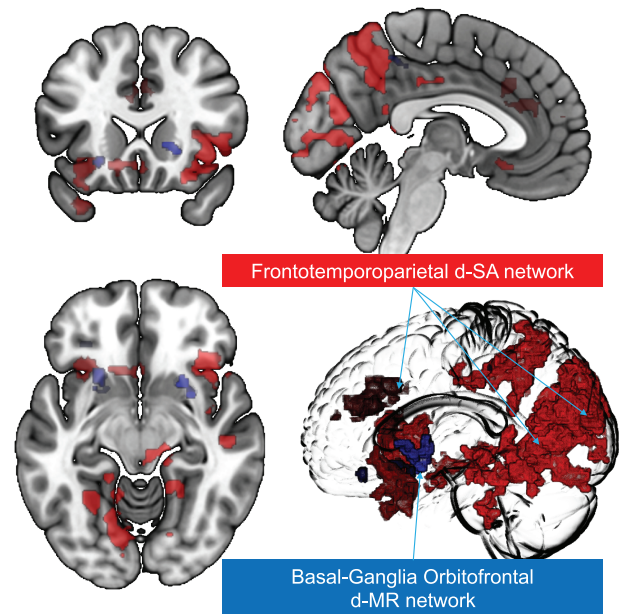 Frontotemporoparietal d-SA network
Basal-Ganglia Orbitofrontal
d-MR network